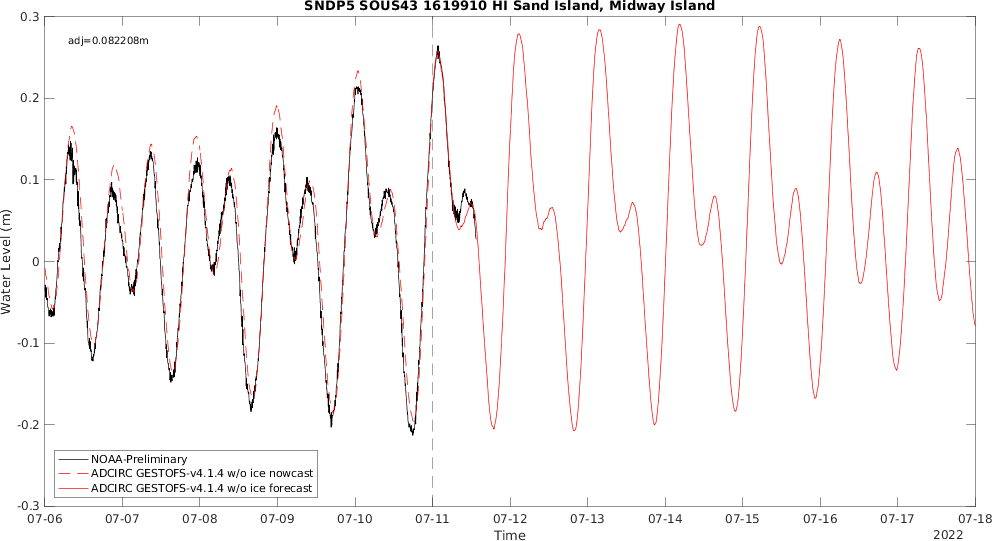 SNDP5 SOUS43 1619910 HI Sand Island, Midway Island
adj=0.082208m
0.3
0.2
0.1
0
-0.1
-0.2
-0.3
Water Level (m)
NOAA-Preliminary
ADCIRC GESTOFS-v4.1.4 w/o ice nowcast
ADCIRC GESTOFS-v4.1.4 w/o ice forecast
07-06 07-07 07-08 07-09 07-10 07-11 07-12 07-13 07-14 07-15 07-16 07-17 07-18
Time
2022